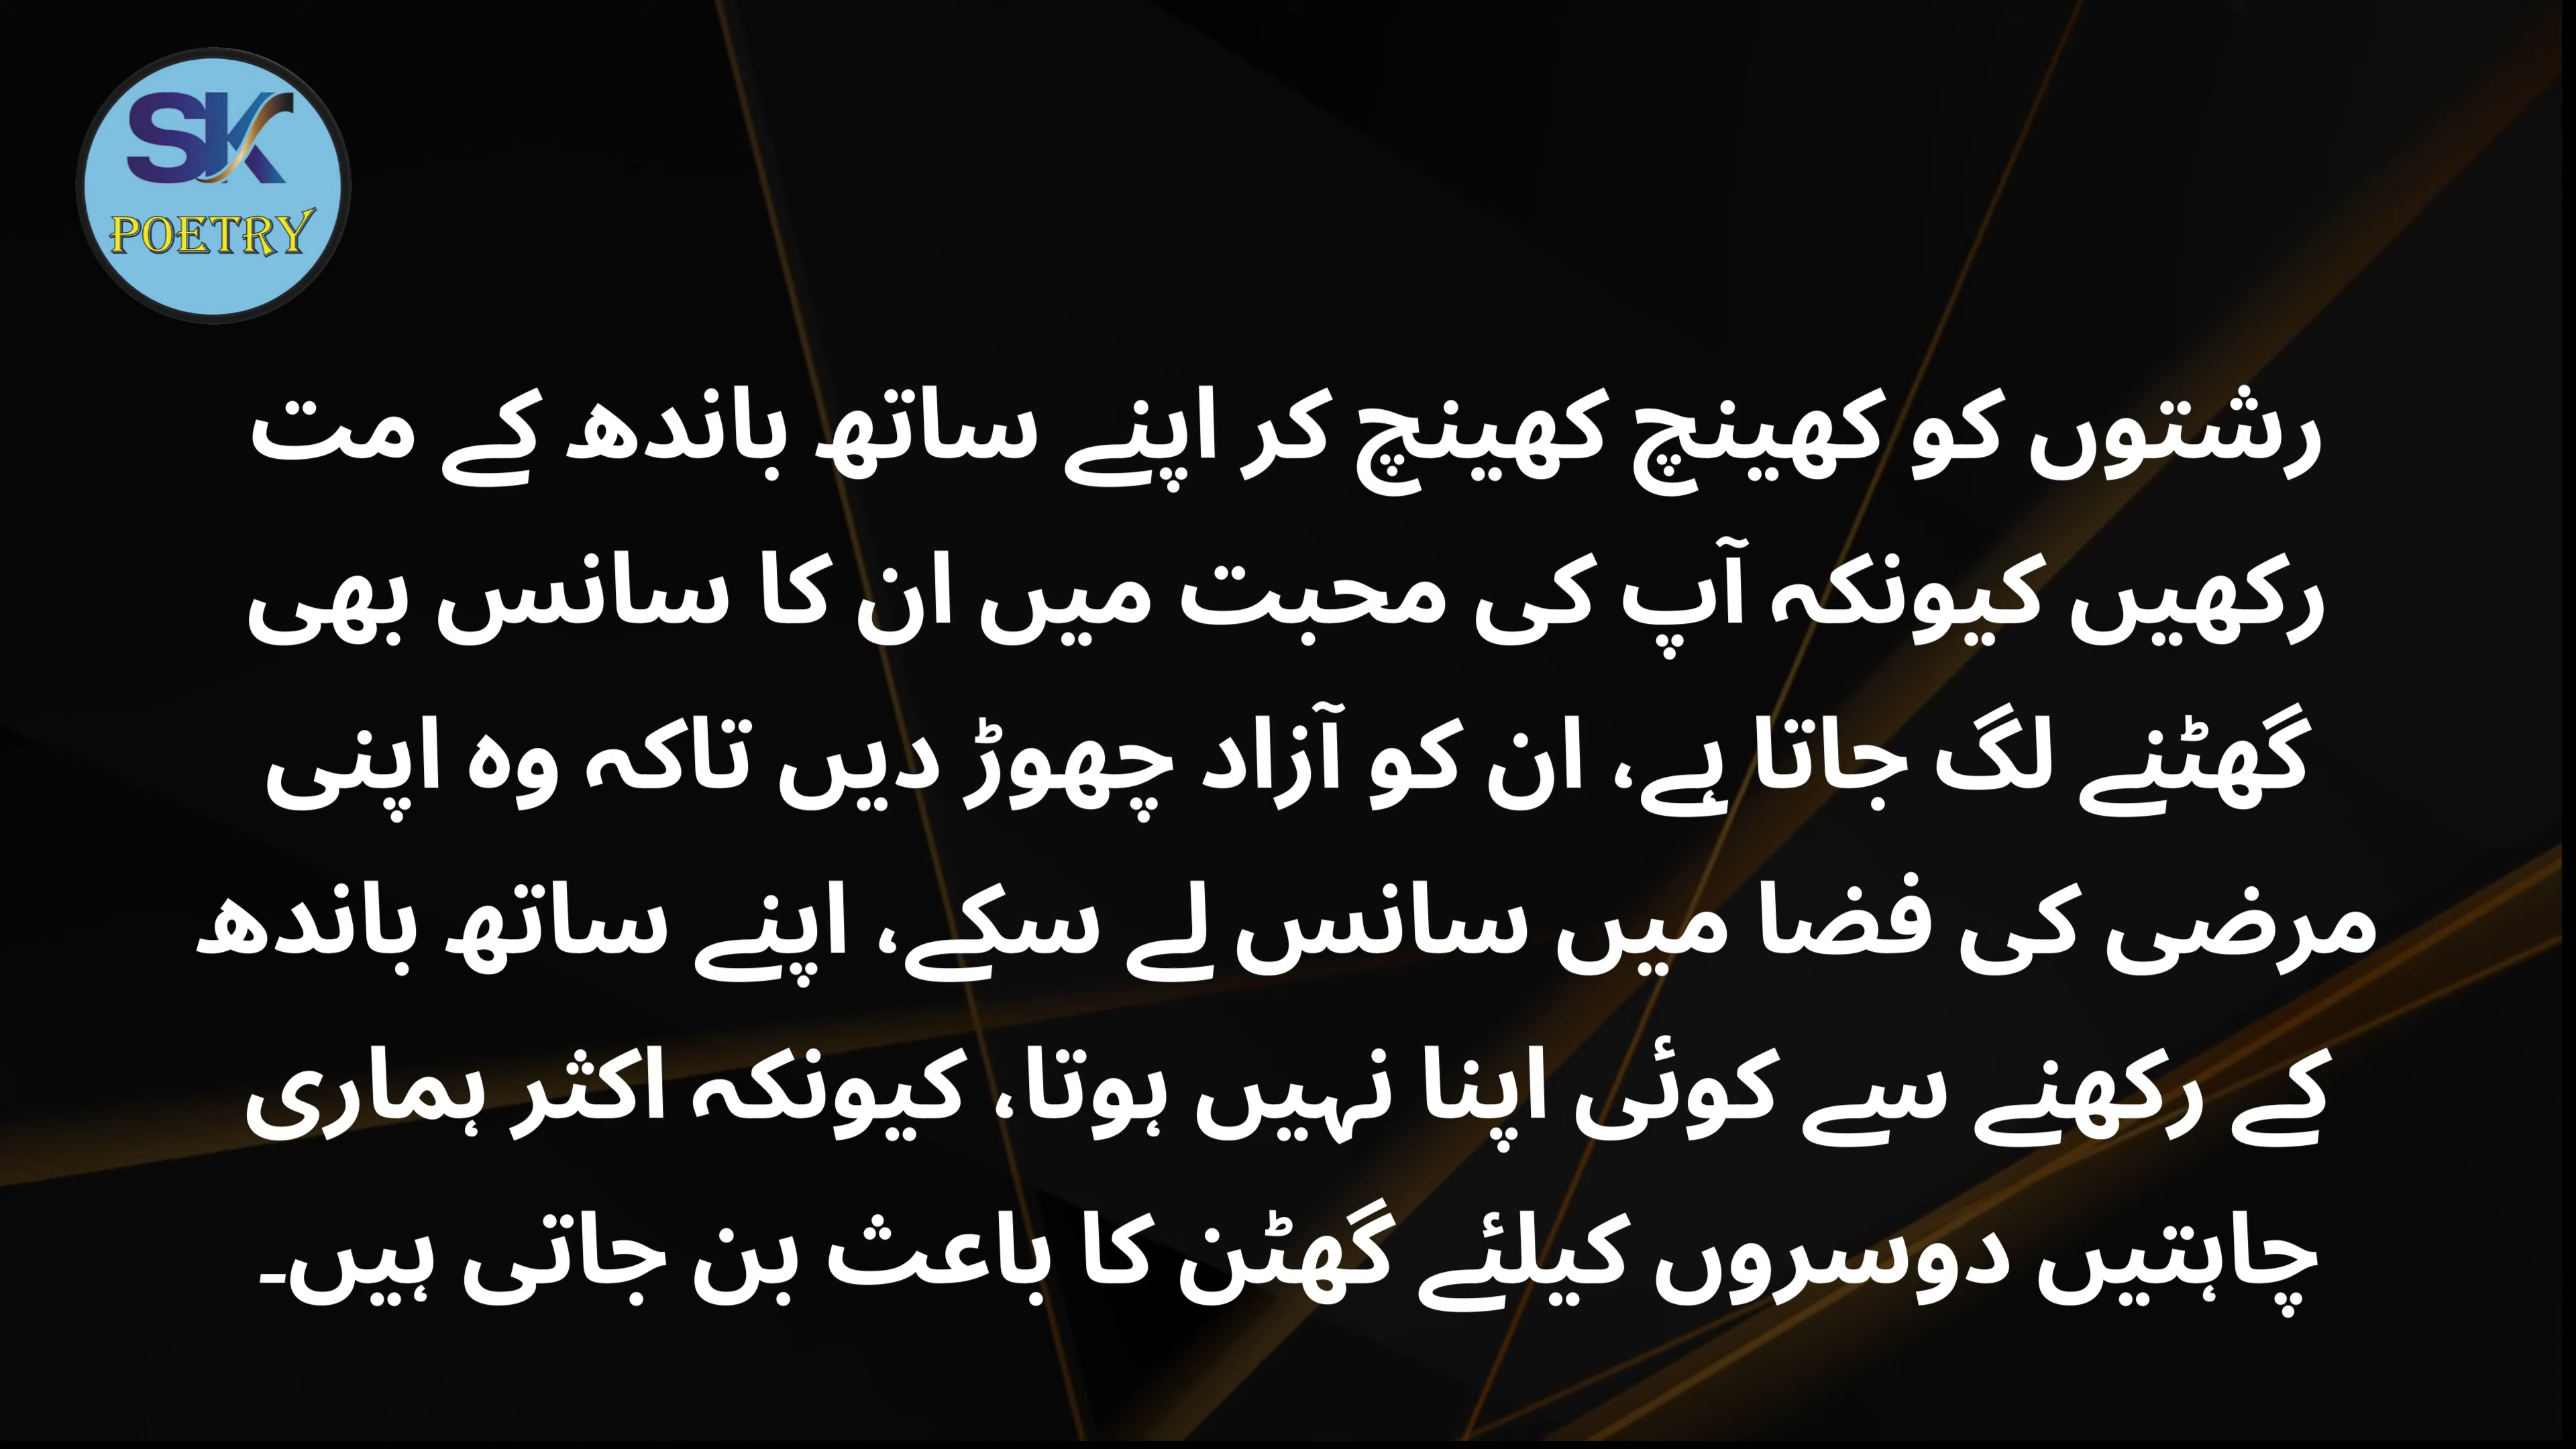 SK
POETRY
رشتوں کو کھینچ کھینچ کر اپنے ساتھ باندھ کے مت
رکھیں کیونکہ آپ کی محبت میں ان کا سانس بھی
گھٹنے لگ جاتا ہے، ان کو آزاد چھوڑ دیں تاکہ وہ اپنی
مرضی کی فضا میں سانس لے سکے، اپنے ساتھ باندھ
کے رکھنے سے کوئی اپنا نہیں ہوتا، کیونکہ اکثر ہماری
چاہتیں دوسروں کیلئے گھٹن کا باعث بن جاتی ہیں۔